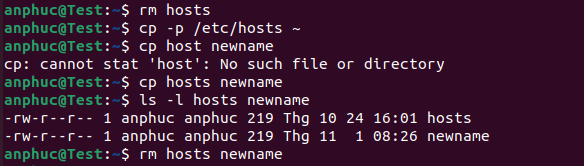 anphuc@Test:~$ rm hosts
anphuc@Test:~$ cp -p /etc/hosts ~
anphuc@Test:~$ cp host newname
cp: cannot stat 'host': No such file or directory
anphuc@Test:~$ cp hosts newname
anphuc@Test:~$ ls -l hosts newname
-rw-r--r-- 1 anphuc anphuc 219 Thg 10 24 16:01 hosts
-rw-r--r-- 1 anphuc anphuc 219 Thg 11  1 08:26 newname
anphuc@Test:~$ rm hosts newname